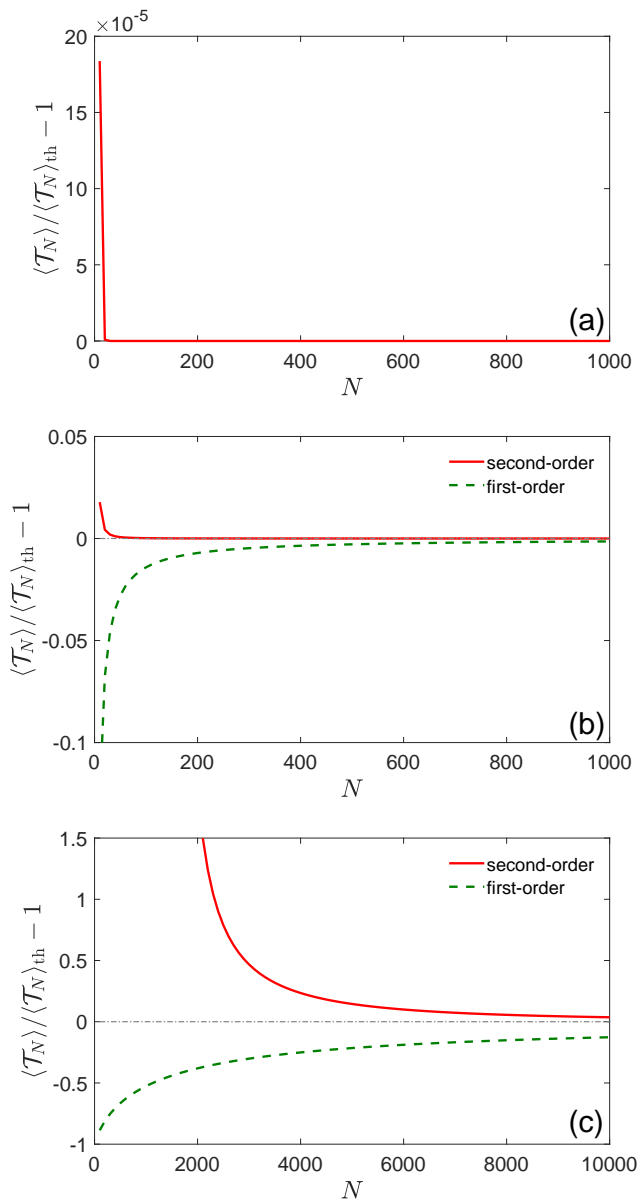 ×10⁻⁵
20
15
10
5
0
⟨𝒯_N⟩/⟨𝒯_N⟩_th − 1
(a)
0 200 400 600 800 1000
N
0.05
0
-0.05
-0.1
⟨𝒯_N⟩/⟨𝒯_N⟩_th − 1
second-order
first-order
(b)
0 200 400 600 800 1000
N
1.5
1
0.5
0
-0.5
-1
⟨𝒯_N⟩/⟨𝒯_N⟩_th − 1
second-order
first-order
(c)
0 2000 4000 6000 8000 10000
N